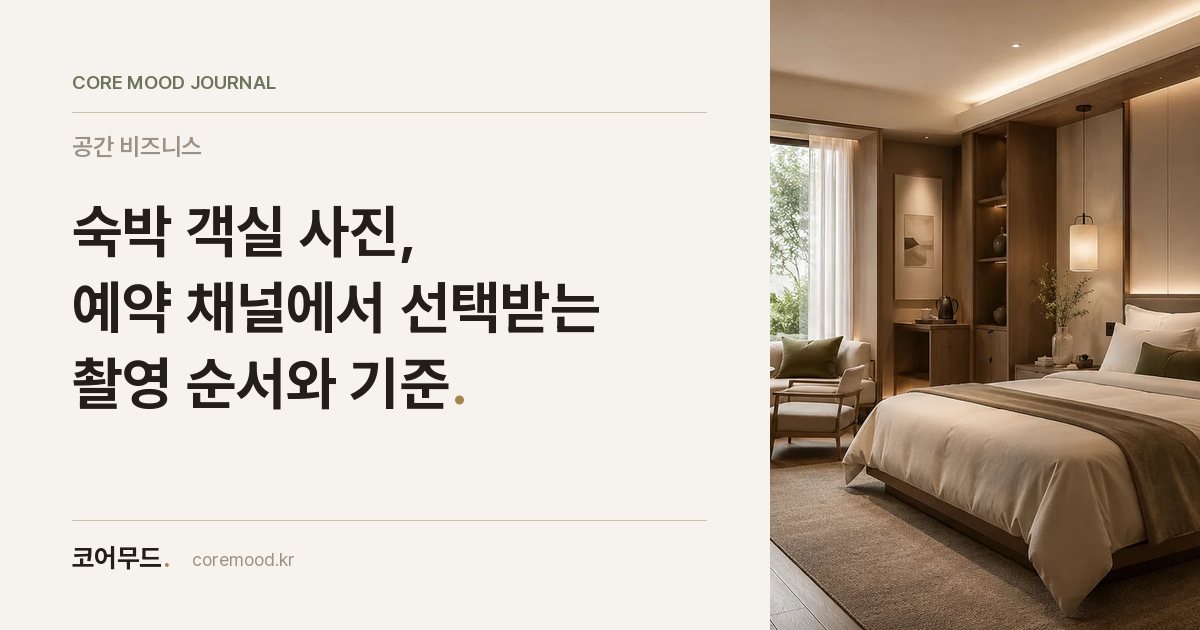 CORE MOOD JOURNAL
공간 비즈니스
숙박 객실 사진,
예약 채널에서 선택받는
촬영 순서와 기준.
코어무드. coremood.kr